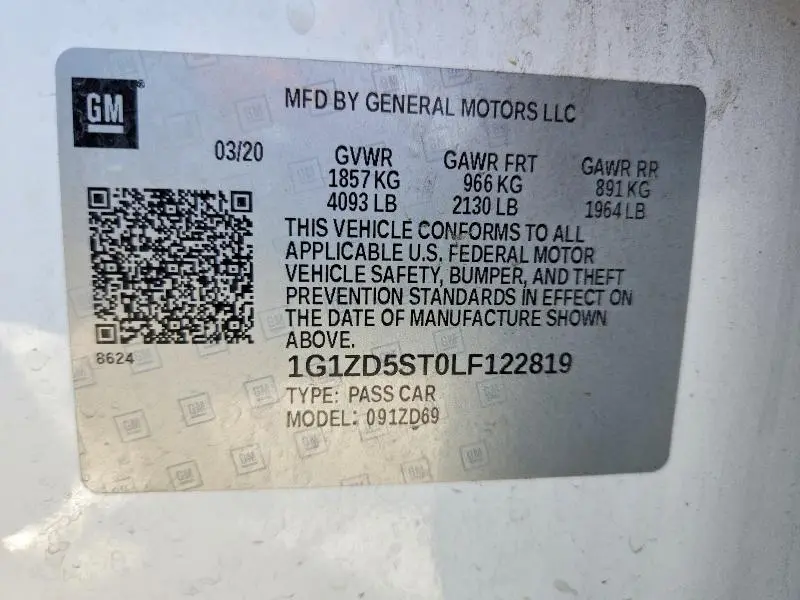 GM
MFD BY GENERAL MOTORS LLC
03/20
GVWR GAWR FRT GAWR RR
1857 KG 966 KG 891 KG
4093 LB 2130 LB 1964 LB
THIS VEHICLE CONFORMS TO ALL
APPLICABLE U.S. FEDERAL MOTOR
VEHICLE SAFETY, BUMPER, AND THEFT
PREVENTION STANDARDS IN EFFECT ON
THE DATE OF MANUFACTURE SHOWN
ABOVE.
8624
1G1ZD5ST0LF122819
TYPE: PASS CAR
MODEL: 091ZD69